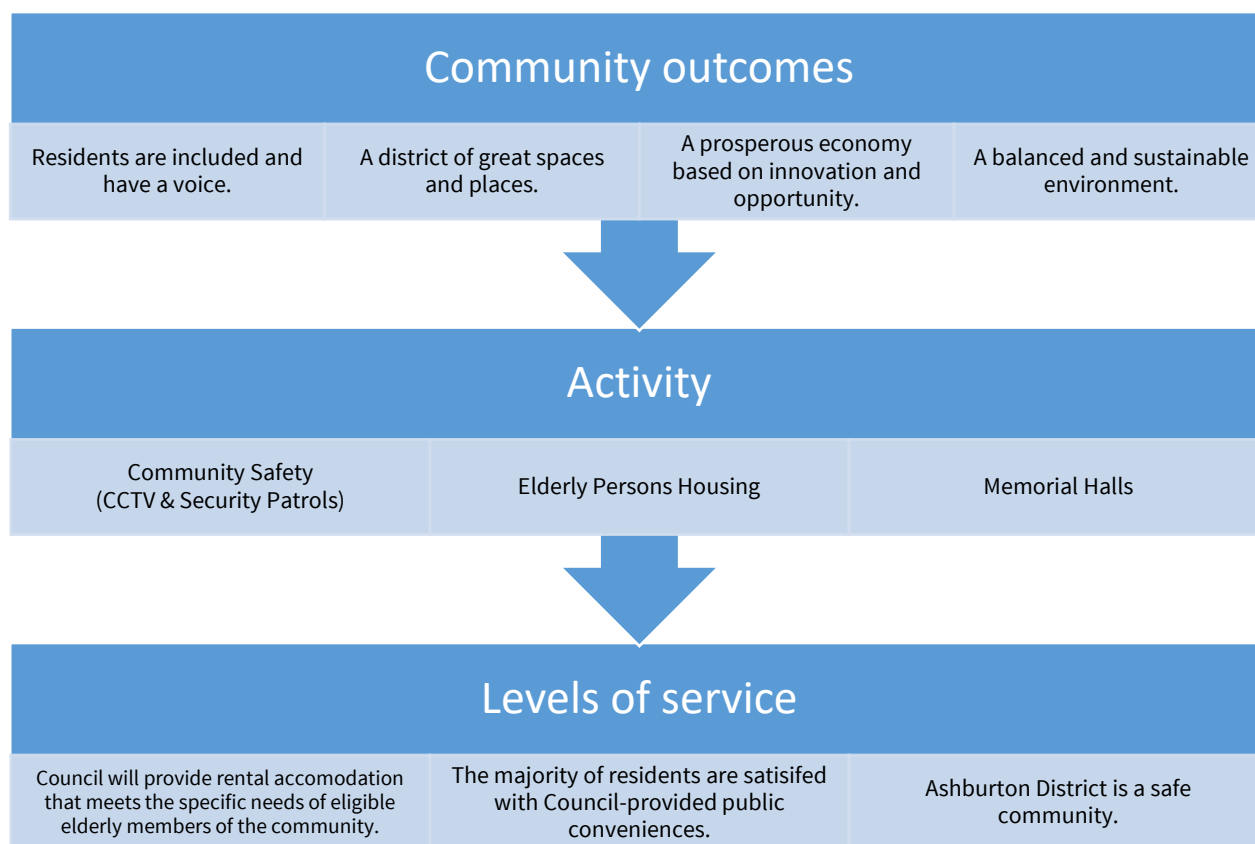 Community outcomes
Residents are included and
have a voice.
A district of great spaces
and places.
A prosperous economy
based on innovation and
opportunity.
A balanced and sustainable
environment.
Activity
Community Safety
(CCTV & Security Patrols)
Elderly Persons Housing
Memorial Halls
Levels of service
Council will provide rental accomodation
that meets the specific needs of eligible
elderly members of the community.
The majority of residents are satisifed
with Council-provided public
conveniences.
Ashburton District is a safe
community.